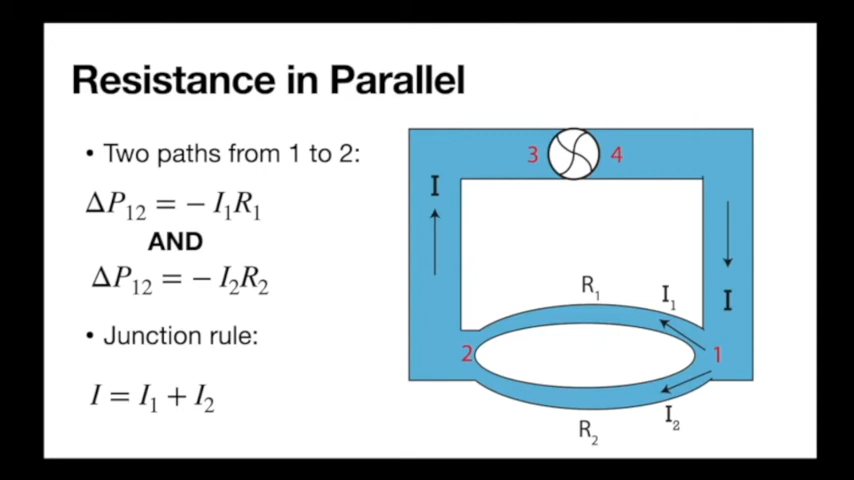 Resistance in Parallel
• Two paths from 1 to 2:
ΔP₁₂ = − I₁R₁
AND
ΔP₁₂ = − I₂R₂
• Junction rule:
I = I₁ + I₂
3
4
I
I
R₁
I₁
2
1
I₂
R₂